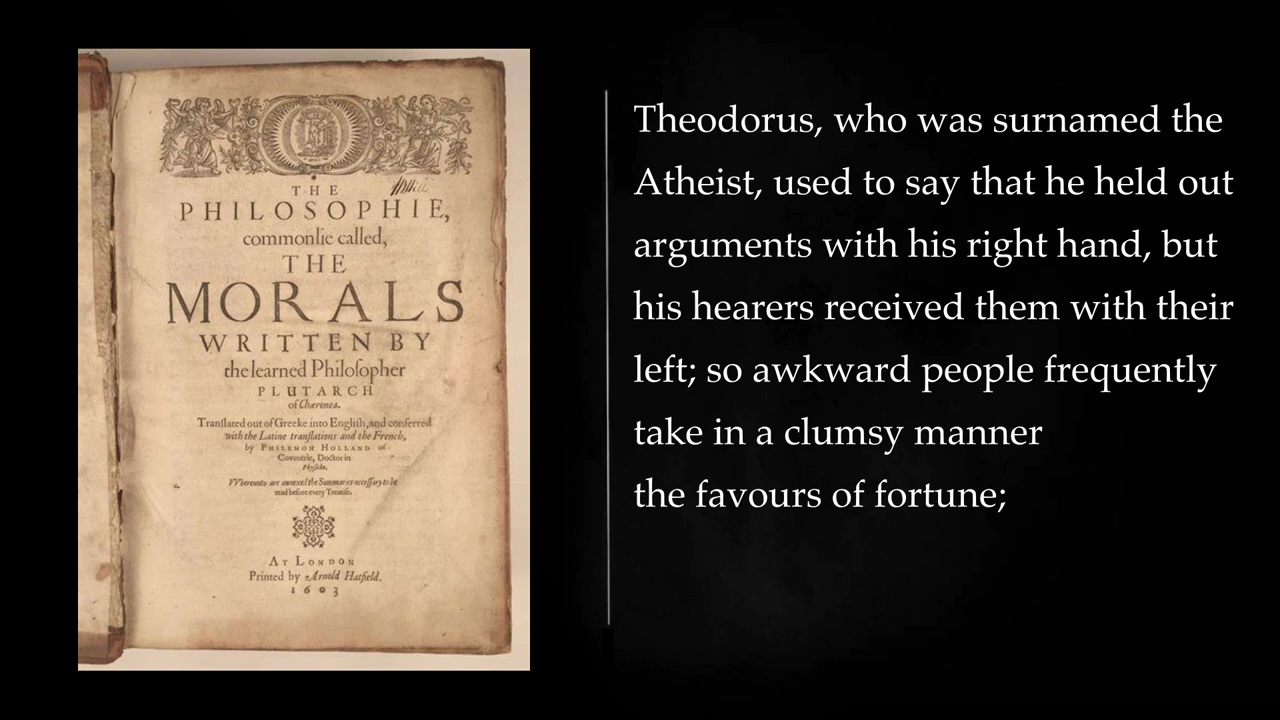 THE
PHILOSOPHIE,
commonlie called,
THE
MORALS
WRITTEN BY
the learned Philosopher
PLUTARCH
of Chæronea.
Translated out of Greeke into English, and conferred
with the Latine translations and the French,
by PHILEMON HOLLAND of
Coventrie, Doctor in
Physicke.
VVhereunto are annexed the Summaries necessary to be
read before every Treatise.
AT LONDON
Printed by Arnold Hatfield.
1603
Theodorus, who was surnamed the
Atheist, used to say that he held out
arguments with his right hand, but
his hearers received them with their
left; so awkward people frequently
take in a clumsy manner
the favours of fortune;